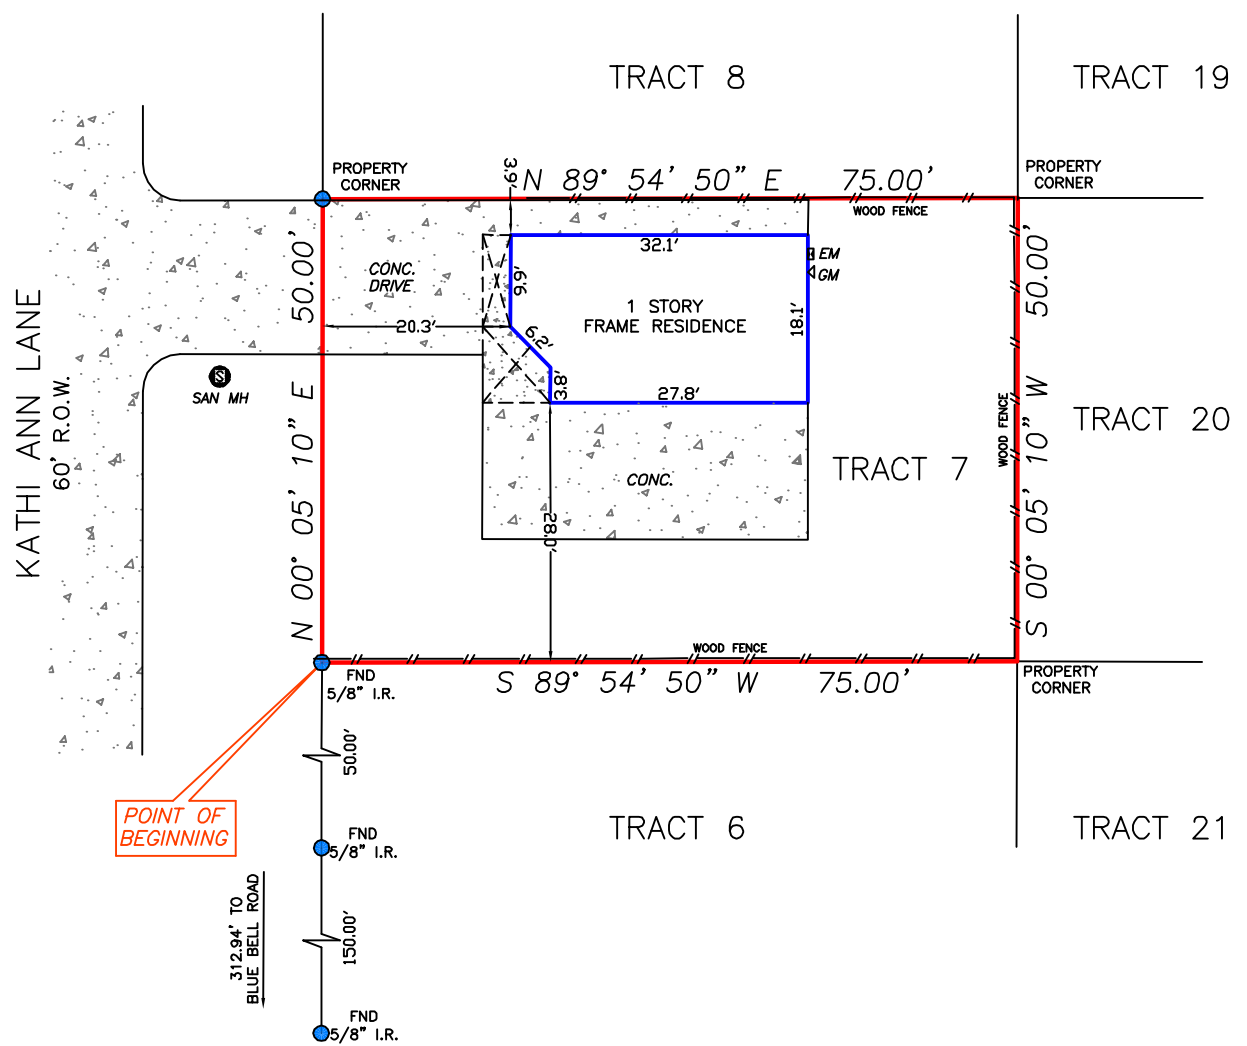 TRACT 8
TRACT 19
PROPERTY
CORNER
3.9'
N 89° 54' 50" E 75.00'
PROPERTY
CORNER
WOOD FENCE
32.1'
EM
GM
CONC.
DRIVE
9.9'
1 STORY
FRAME RESIDENCE
18.1'
20.3'
6.2'
SAN MH
3.8'
27.8'
KATHI ANN LANE
60' R.O.W.
N 00° 05' 10" E 50.00'
WOOD FENCE
S 00° 05' 10" W 50.00'
TRACT 20
TRACT 7
CONC.
28.0'
WOOD FENCE
FND
5/8" I.R.
S 89° 54' 50" W 75.00'
PROPERTY
CORNER
50.00'
POINT OF
BEGINNING
FND
5/8" I.R.
TRACT 6
TRACT 21
312.94' TO
BLUE BELL ROAD
150.00'
FND
5/8" I.R.
S